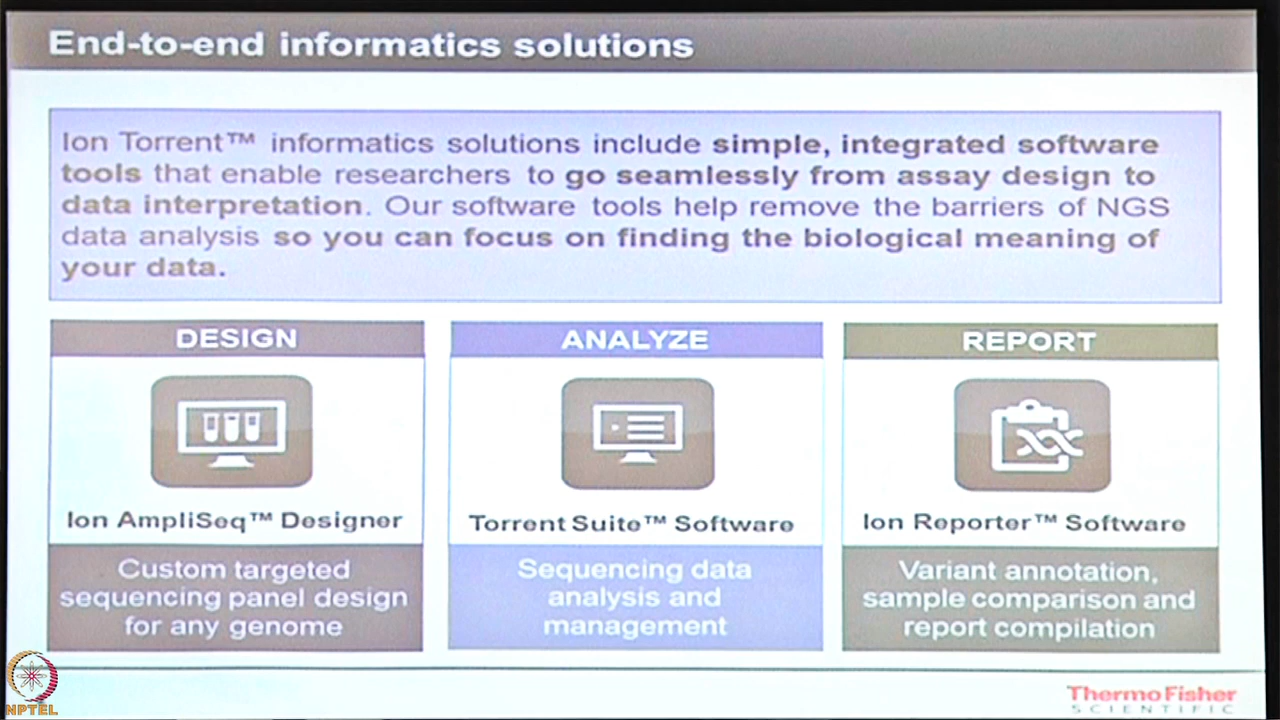 End-to-end informatics solutions
Ion Torrent™ informatics solutions include simple, integrated software
tools that enable researchers to go seamlessly from assay design to
data interpretation. Our software tools help remove the barriers of NGS
data analysis so you can focus on finding the biological meaning of
your data.
DESIGN
Ion AmpliSeq™ Designer
Custom targeted
sequencing panel design
for any genome
ANALYZE
Torrent Suite™ Software
Sequencing data
analysis and
management
REPORT
Ion Reporter™ Software
Variant annotation,
sample comparison and
report compilation
NPTEL
ThermoFisher
SCIENTIFIC